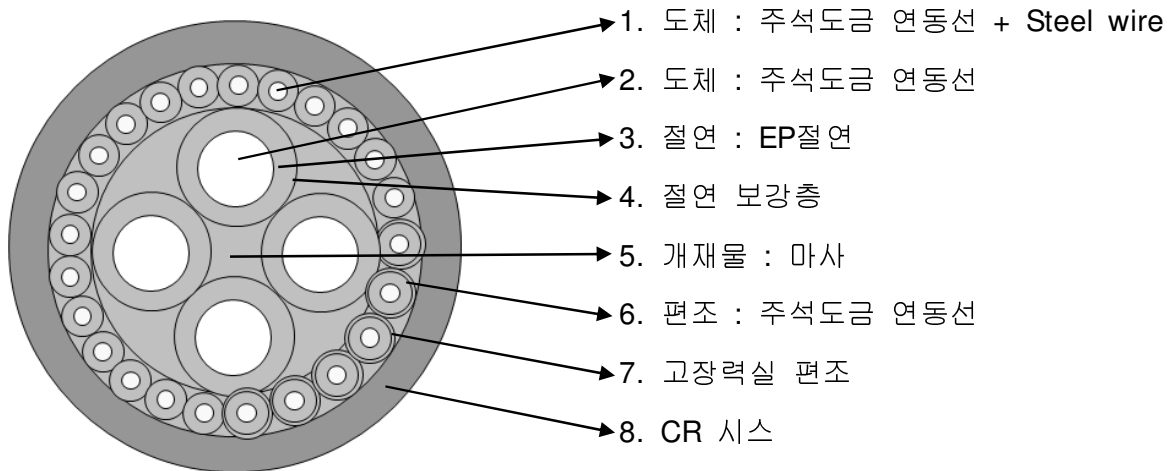 1. 도체 : 주석도금 연동선 + Steel wire
2. 도체 : 주석도금 연동선
3. 절연 : EP절연
4. 절연 보강층
5. 개재물 : 마사
6. 편조 : 주석도금 연동선
7. 고장력실 편조
8. CR 시스